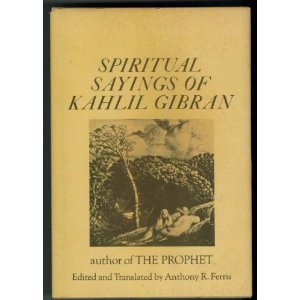 SPIRITUAL
SAYINGS OF
KAHLIL GIBRAN
author of THE PROPHET
Edited and Translated by Anthony R. Ferris